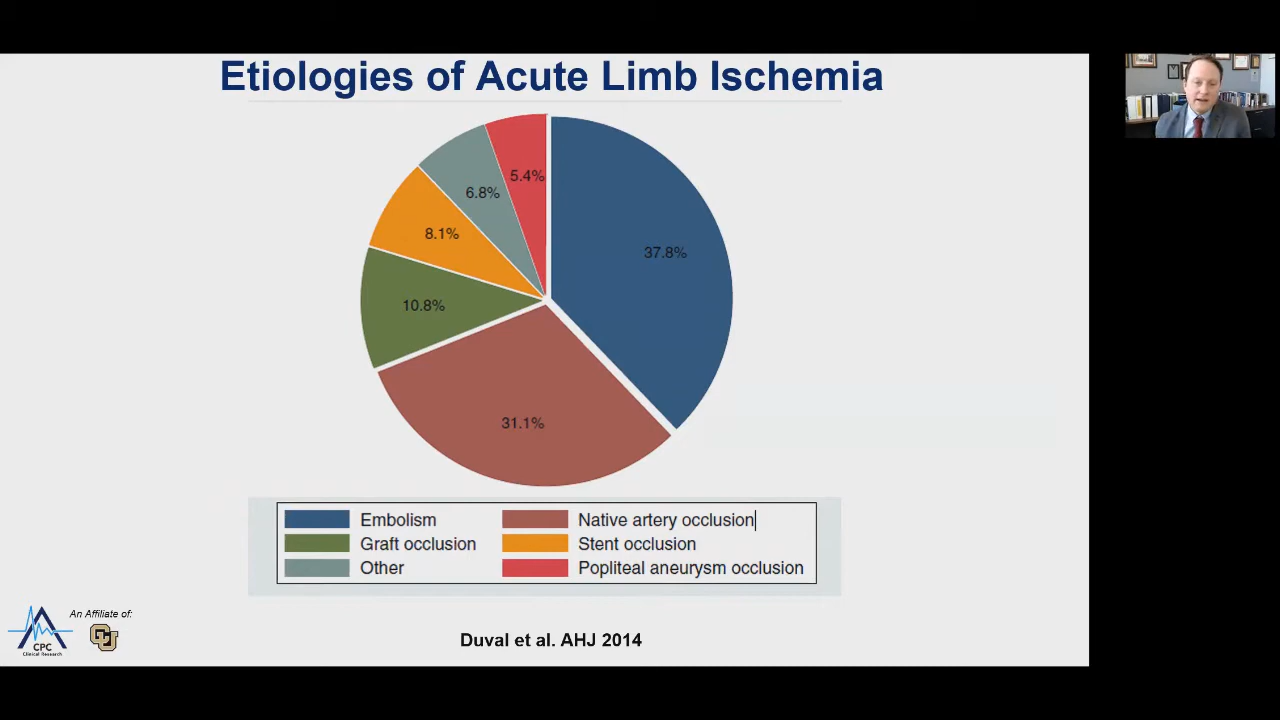 Etiologies of Acute Limb Ischemia
5.4%
6.8%
37.8%
8.1%
10.8%
31.1%
Embolism
Native artery occlusion
Graft occlusion
Stent occlusion
Other
Popliteal aneurysm occlusion
An Affiliate of:
CPC
Clinical Research
CU
Duval et al. AHJ 2014